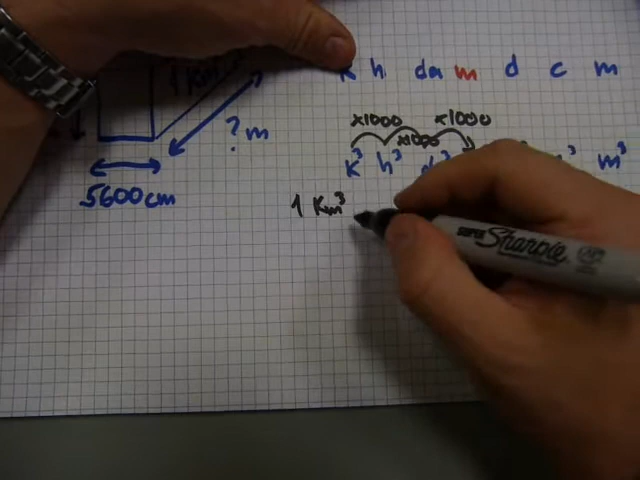 K h da m d c m
x1000 x1000
x1000
K³ h³ m³
1 Km
? m
5600 cm
1 Km³
SUPER Sharpie